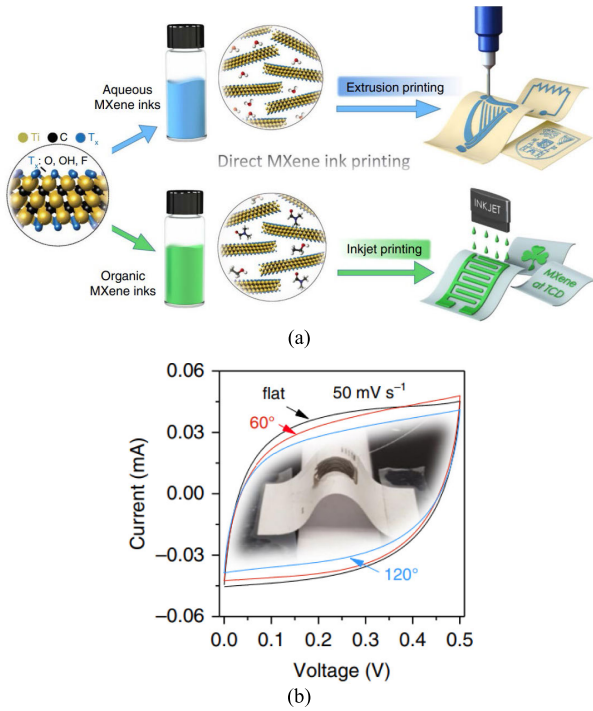 Aqueous
MXene inks
Extrusion printing
Ti C Tx
Tx: O, OH, F
Direct MXene ink printing
INKJET
Inkjet printing
Organic
MXene inks
MXene
at TCD
(a)
0.06
flat 50 mV s⁻¹
60°
0.03
Current (mA)
0.00
−0.03
120°
−0.06
0.0 0.1 0.2 0.3 0.4 0.5
Voltage (V)
(b)